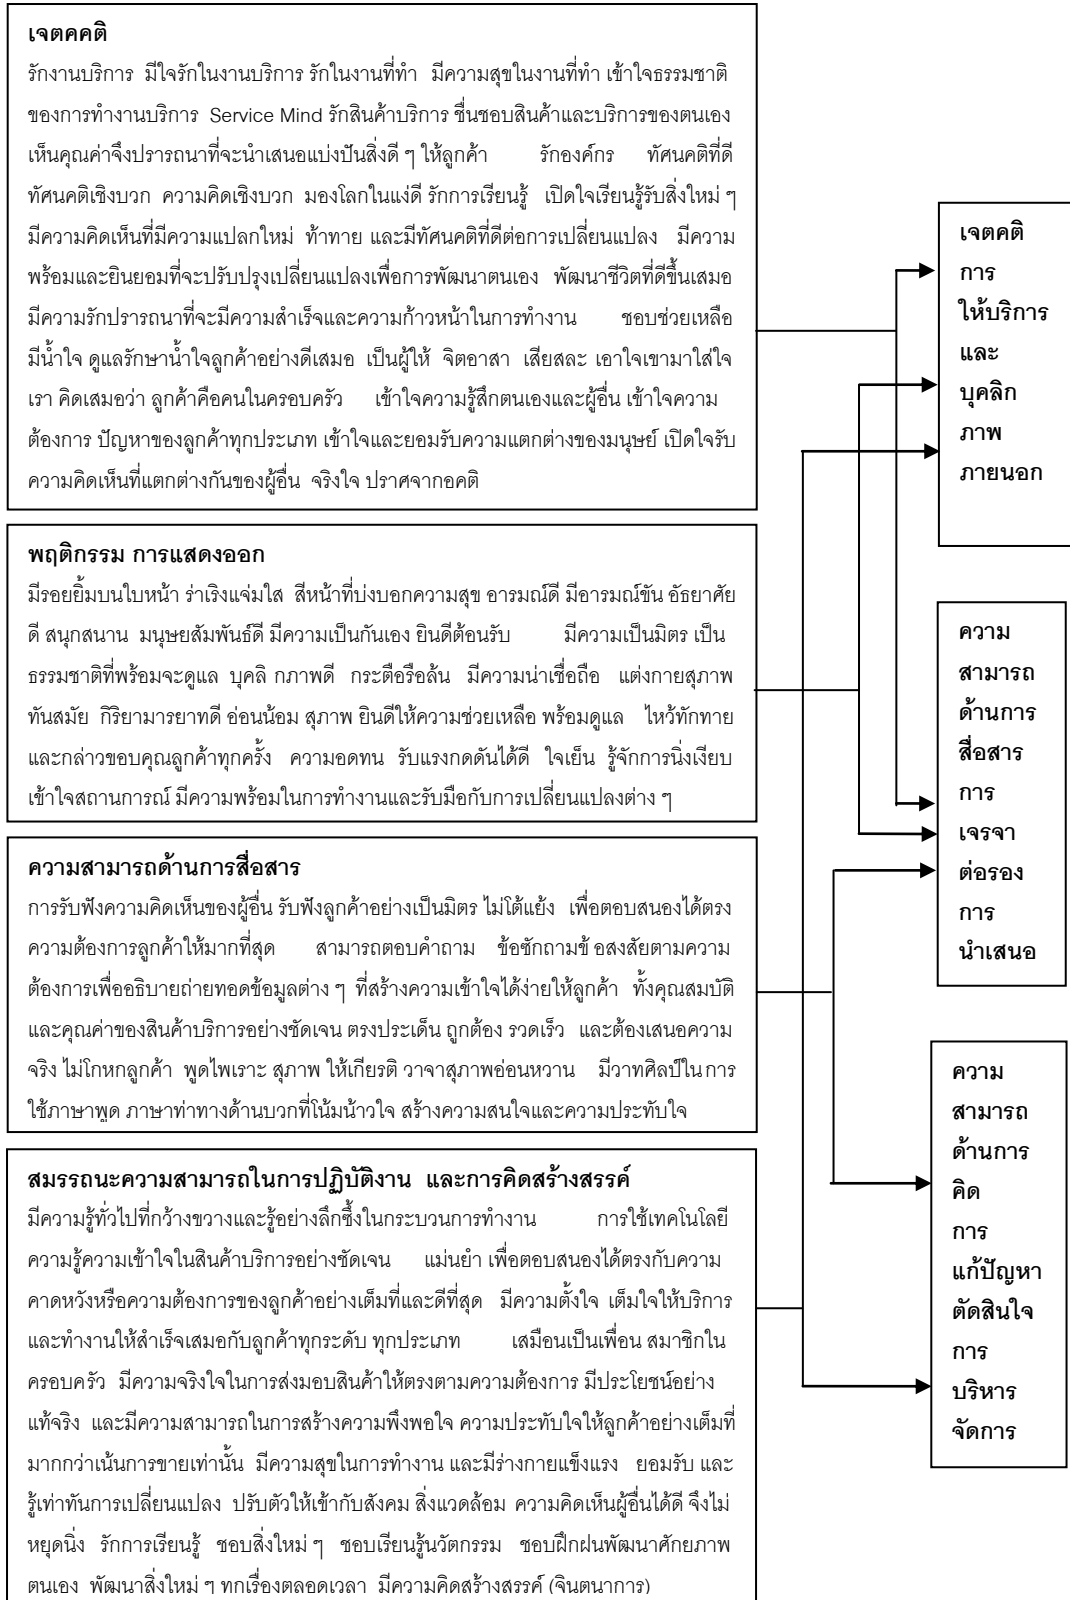 เจตคคติ
รักงานบริการ มีใจรักในงานบริการ รักในงานที่ทำ มีความสุขในงานที่ทำ เข้าใจธรรมชาติ
ของการทำงานบริการ Service Mind รักสินค้าบริการ ชื่นชอบสินค้าและบริการของตนเอง
เห็นคุณค่าจึงปรารถนาที่จะนำเสนอแบ่งปันสิ่งดี ๆ ให้ลูกค้า รักองค์กร ทัศนคติที่ดี
ทัศนคติเชิงบวก ความคิดเชิงบวก มองโลกในแง่ดี รักการเรียนรู้ เปิดใจเรียนรู้รับสิ่งใหม่ ๆ
มีความคิดเห็นที่มีความแปลกใหม่ ท้าทาย และมีทัศนคติที่ดีต่อการเปลี่ยนแปลง มีความ
พร้อมและยินยอมที่จะปรับปรุงเปลี่ยนแปลงเพื่อการพัฒนาตนเอง พัฒนาชีวิตที่ดีขึ้นเสมอ
มีความรักปรารถนาที่จะมีความสำเร็จและความก้าวหน้าในการทำงาน ชอบช่วยเหลือ
มีน้ำใจ ดูแลรักษาน้ำใจลูกค้าอย่างดีเสมอ เป็นผู้ให้ จิตอาสา เสียสละ เอาใจเขามาใส่ใจ
เรา คิดเสมอว่า ลูกค้าคือคนในครอบครัว เข้าใจความรู้สึกตนเองและผู้อื่น เข้าใจความ
ต้องการ ปัญหาของลูกค้าทุกประเภท เข้าใจและยอมรับความแตกต่างของมนุษย์ เปิดใจรับ
ความคิดเห็นที่แตกต่างกันของผู้อื่น จริงใจ ปราศจากอคติ
พฤติกรรม การแสดงออก
มีรอยยิ้มบนใบหน้า ร่าเริงแจ่มใส สีหน้าที่บ่งบอกความสุข อารมณ์ดี มีอารมณ์ขัน อัธยาศัย
ดี สนุกสนาน มนุษยสัมพันธ์ดี มีความเป็นกันเอง ยินดีต้อนรับ มีความเป็นมิตร เป็น
ธรรมชาติที่พร้อมจะดูแล บุคลิ กภาพดี กระตือรือล้น มีความน่าเชื่อถือ แต่งกายสุภาพ
ทันสมัย กิริยามารยาทดี อ่อนน้อม สุภาพ ยินดีให้ความช่วยเหลือ พร้อมดูแล ไหว้ทักทาย
และกล่าวขอบคุณลูกค้าทุกครั้ง ความอดทน รับแรงกดดันได้ดี ใจเย็น รู้จักการนิ่งเงียบ
เข้าใจสถานการณ์ มีความพร้อมในการทำงานและรับมือกับการเปลี่ยนแปลงต่าง ๆ
ความสามารถด้านการสื่อสาร
การรับฟังความคิดเห็นของผู้อื่น รับฟังลูกค้าอย่างเป็นมิตร ไม่โต้แย้ง เพื่อตอบสนองได้ตรง
ความต้องการลูกค้าให้มากที่สุด สามารถตอบคำถาม ข้อซักถามข้ อสงสัยตามความ
ต้องการเพื่ออธิบายถ่ายทอดข้อมูลต่าง ๆ ที่สร้างความเข้าใจได้ง่ายให้ลูกค้า ทั้งคุณสมบัติ
และคุณค่าของสินค้าบริการอย่างชัดเจน ตรงประเด็น ถูกต้อง รวดเร็ว และต้องเสนอความ
จริง ไม่โกหกลูกค้า พูดไพเราะ สุภาพ ให้เกียรติ วาจาสุภาพอ่อนหวาน มีวาทศิลป์ใน การ
ใช้ภาษาพูด ภาษาท่าทางด้านบวกที่โน้มน้าวใจ สร้างความสนใจและความประทับใจ
สมรรถนะความสามารถในการปฏิบัติงาน และการคิดสร้างสรรค์
มีความรู้ทั่วไปที่กว้างขวางและรู้อย่างลึกซึ้งในกระบวนการทำงาน การใช้เทคโนโลยี
ความรู้ความเข้าใจในสินค้าบริการอย่างชัดเจน แม่นยำ เพื่อตอบสนองได้ตรงกับความ
คาดหวังหรือความต้องการของลูกค้าอย่างเต็มที่และดีที่สุด มีความตั้งใจ เต็มใจให้บริการ
และทำงานให้สำเร็จเสมอกับลูกค้าทุกระดับ ทุกประเภท เสมือนเป็นเพื่อน สมาชิกใน
ครอบครัว มีความจริงใจในการส่งมอบสินค้าให้ตรงตามความต้องการ มีประโยชน์อย่าง
แท้จริง และมีความสามารถในการสร้างความพึงพอใจ ความประทับใจให้ลูกค้าอย่างเต็มที่
มากกว่าเน้นการขายเท่านั้น มีความสุขในการทำงาน และมีร่างกายแข็งแรง ยอมรับ และ
รู้เท่าทันการเปลี่ยนแปลง ปรับตัวให้เข้ากับสังคม สิ่งแวดล้อม ความคิดเห็นผู้อื่นได้ดี จึงไม่
หยุดนิ่ง รักการเรียนรู้ ชอบสิ่งใหม่ ๆ ชอบเรียนรู้นวัตกรรม ชอบฝึกฝนพัฒนาศักยภาพ
ตนเอง พัฒนาสิ่งใหม่ ๆ ทุกเรื่องตลอดเวลา มีความคิดสร้างสรรค์ (จินตนาการ)
เจตคติ
การ
ให้บริการ
และ
บุคลิก
ภาพ
ภายนอก
ความ
สามารถ
ด้านการ
สื่อสาร
การ
เจรจา
ต่อรอง
การ
นำเสนอ
ความ
สามารถ
ด้านการ
คิด
การ
แก้ปัญหา
ตัดสินใจ
การ
บริหาร
จัดการ